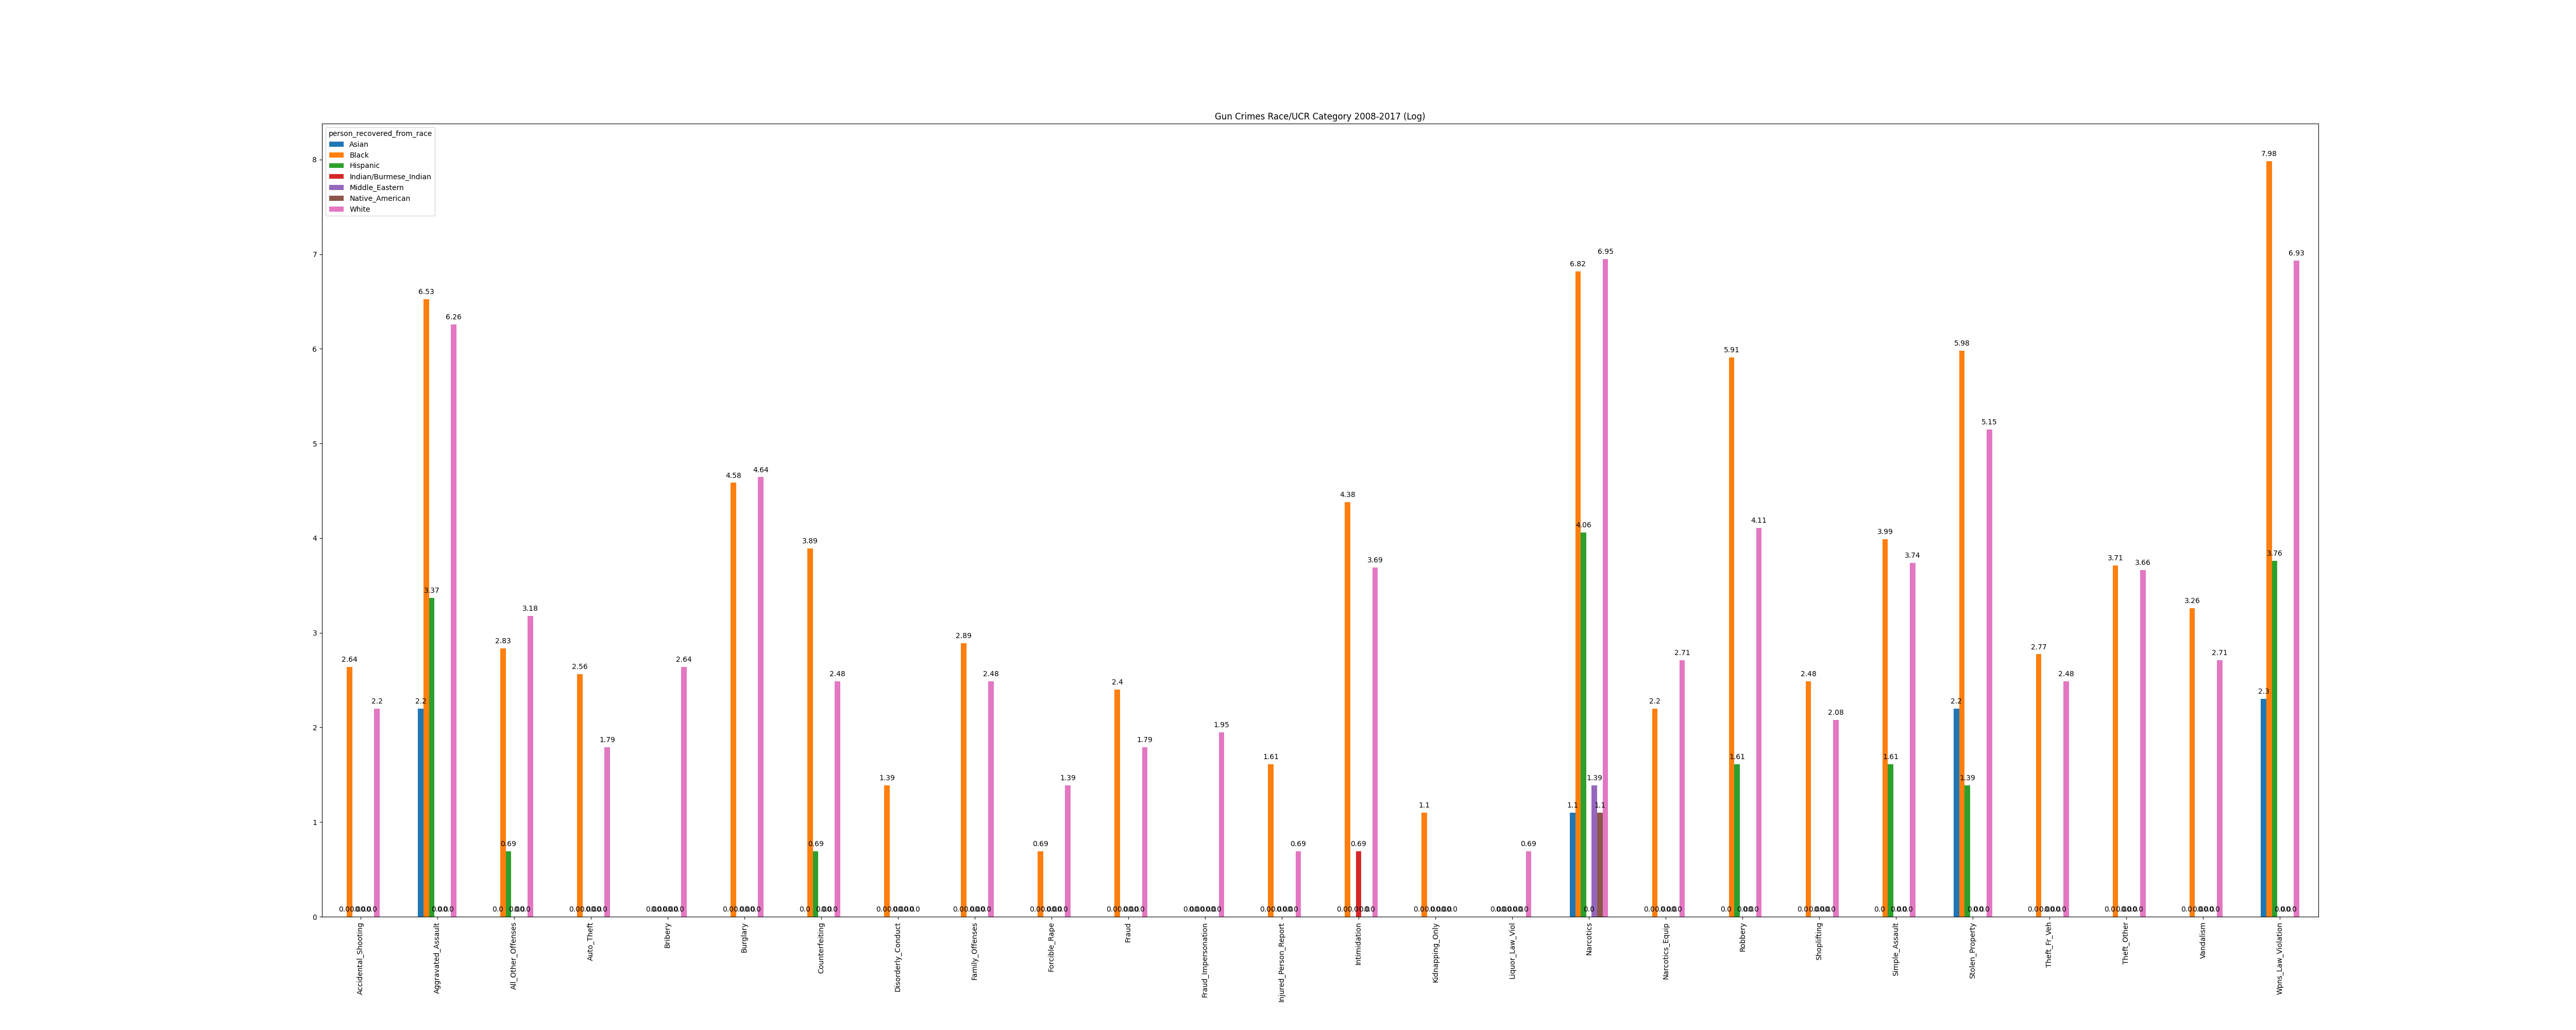 Gun Crimes Race/UCR Category 2008-2017 (Log)
person_recovered_from_race
Asian
Black
Hispanic
Indian/Burmese_Indian
Middle_Eastern
Native_American
White
8
7
6
5
4
3
2
1
0
2.64
2.2
2.2
6.53
3.37
6.26
2.83
0.69
3.18
2.56
1.79
2.64
4.58
4.64
3.89
0.69
2.48
1.39
2.89
2.48
0.69
1.39
2.4
1.79
1.95
1.61
0.69
4.38
0.69
3.69
1.1
0.69
1.1
6.82
4.06
0.0
1.39
1.1
6.95
2.2
2.71
5.91
1.61
4.11
2.48
2.08
3.99
1.61
3.74
2.2
5.98
1.39
5.15
2.77
2.48
3.71
3.66
3.26
2.71
2.3
7.98
3.76
6.93
Accidental_Shooting
Aggravated_Assault
All_Other_Offenses
Auto_Theft
Bribery
Burglary
Counterfeiting
Disorderly_Conduct
Family_Offenses
Forcible_Rape
Fraud
Fraud_Impersonation
Injured_Person_Report
Intimidation
Kidnapping_Only
Liquor_Law_Viol
Narcotics
Narcotics_Equip
Robbery
Shoplifting
Simple_Assault
Stolen_Property
Theft_Fr_Veh
Theft_Other
Vandalism
Wpns_Law_Violation